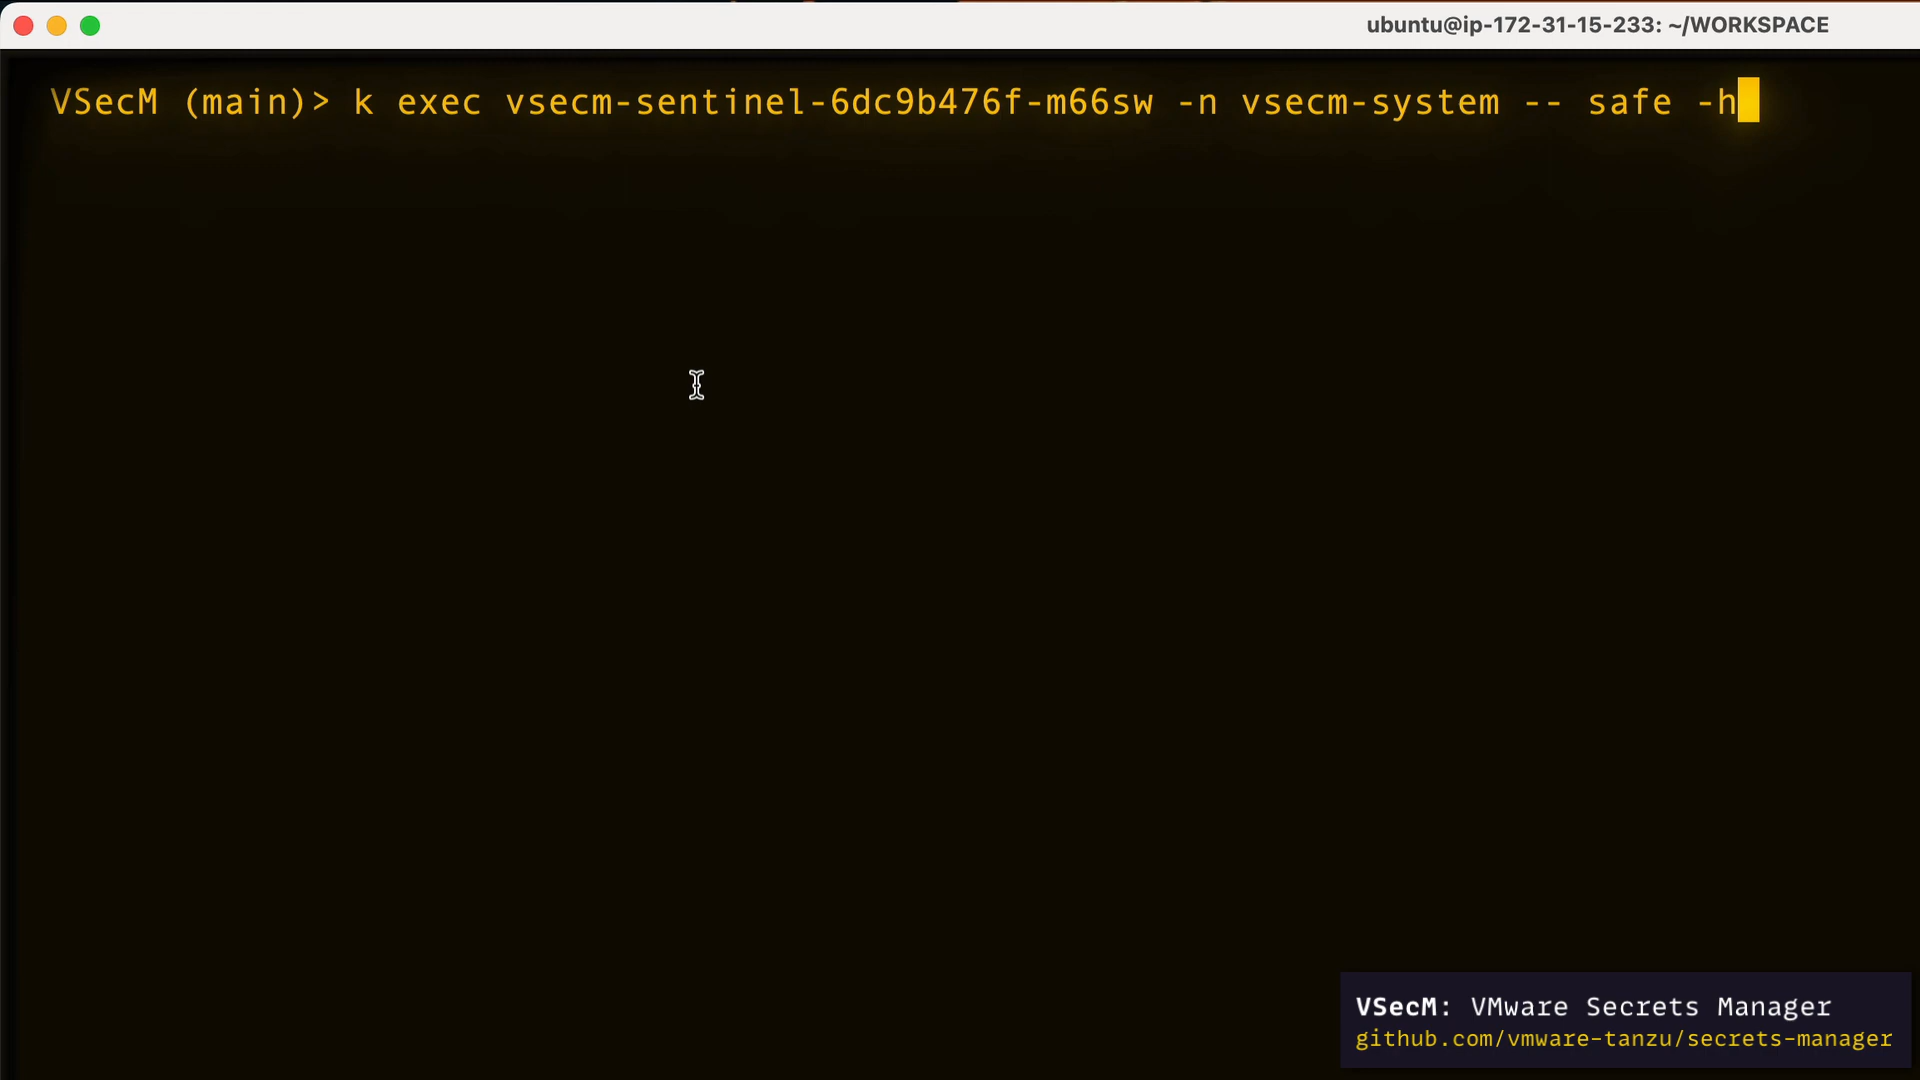 ubuntu@ip-172-31-15-233: ~/WORKSPACE
VSecM (main)> k exec vsecm-sentinel-6dc9b476f-m66sw -n vsecm-system -- safe -h
VSecM: VMware Secrets Manager
github.com/vmware-tanzu/secrets-manager